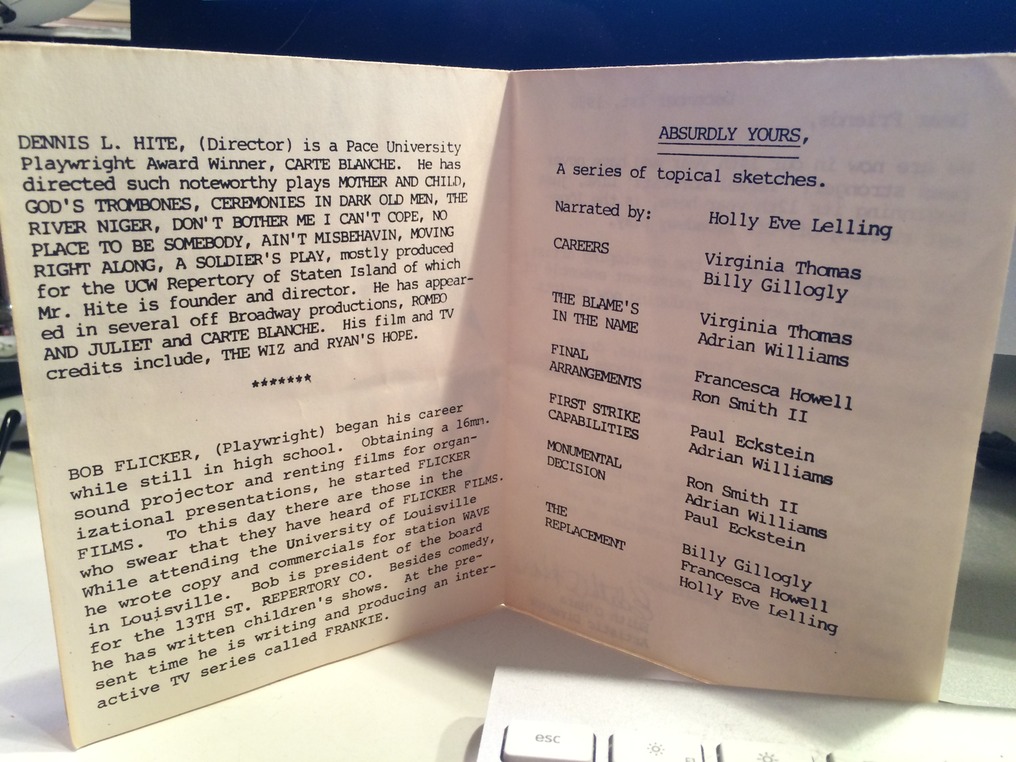 DENNIS L. HITE, (Director) is a Pace University
Playwright Award Winner, CARTE BLANCHE. He has
directed such noteworthy plays MOTHER AND CHILD,
GOD'S TROMBONES, CEREMONIES IN DARK OLD MEN, THE
RIVER NIGER, DON'T BOTHER ME I CAN'T COPE, NO
PLACE TO BE SOMEBODY, AIN'T MISBEHAVIN, MOVING
RIGHT ALONG, A SOLDIER'S PLAY, mostly produced
for the UCW Repertory of Staten Island of which
Mr. Hite is founder and director. He has appear-
ed in several off Broadway productions, ROMEO
AND JULIET and CARTE BLANCHE. His film and TV
credits include, THE WIZ and RYAN'S HOPE.
*******
BOB FLICKER, (Playwright) began his career
while still in high school. Obtaining a 16mm.
sound projector and renting films for organ-
izational presentations, he started FLICKER
FILMS. To this day there are those in the
who swear that they have heard of FLICKER FILMS.
While attending the University of Louisville
he wrote copy and commercials for station WAVE
in Louisville. Bob is president of the board
for the 13TH ST. REPERTORY CO. Besides comedy,
he has written children's shows. At the pre-
sent time he is writing and producing an inter-
active TV series called FRANKIE.
ABSURDLY YOURS,
A series of topical sketches.
Narrated by: Holly Eve Lelling
CAREERS Virginia Thomas
Billy Gillogly
THE BLAME'S Virginia Thomas
IN THE NAME Adrian Williams
FINAL Francesca Howell
ARRANGEMENTS Ron Smith II
FIRST STRIKE Paul Eckstein
CAPABILITIES Adrian Williams
MONUMENTAL Ron Smith II
DECISION Adrian Williams
Paul Eckstein
THE Billy Gillogly
REPLACEMENT Francesca Howell
Holly Eve Lelling
esc
F1